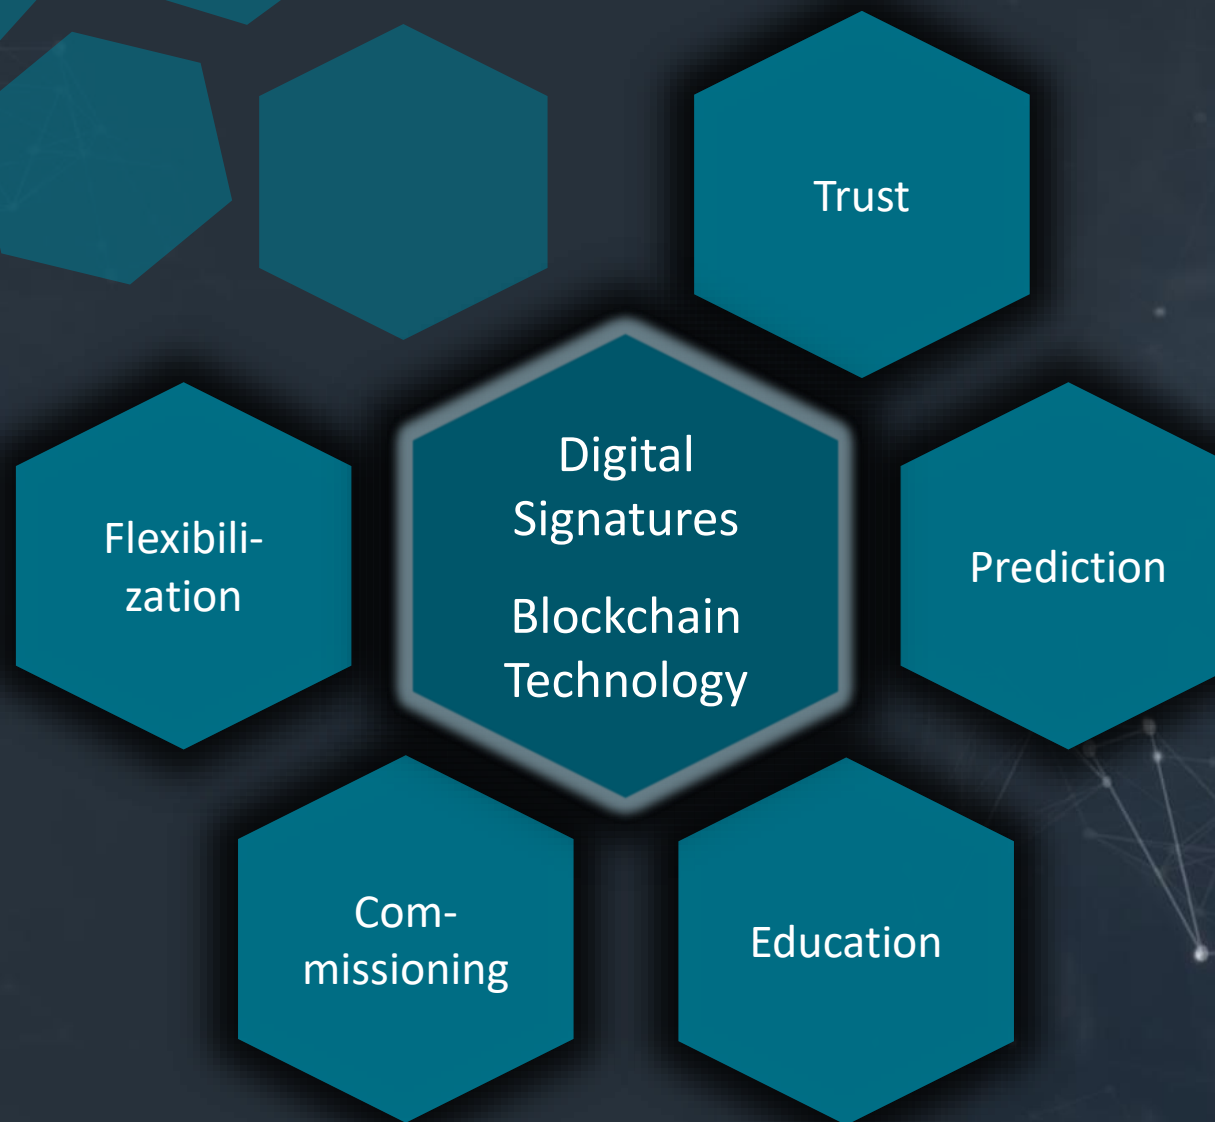 Trust
Digital
Signatures
Blockchain
Technology
Flexibili-
zation
Prediction
Com-
missioning
Education